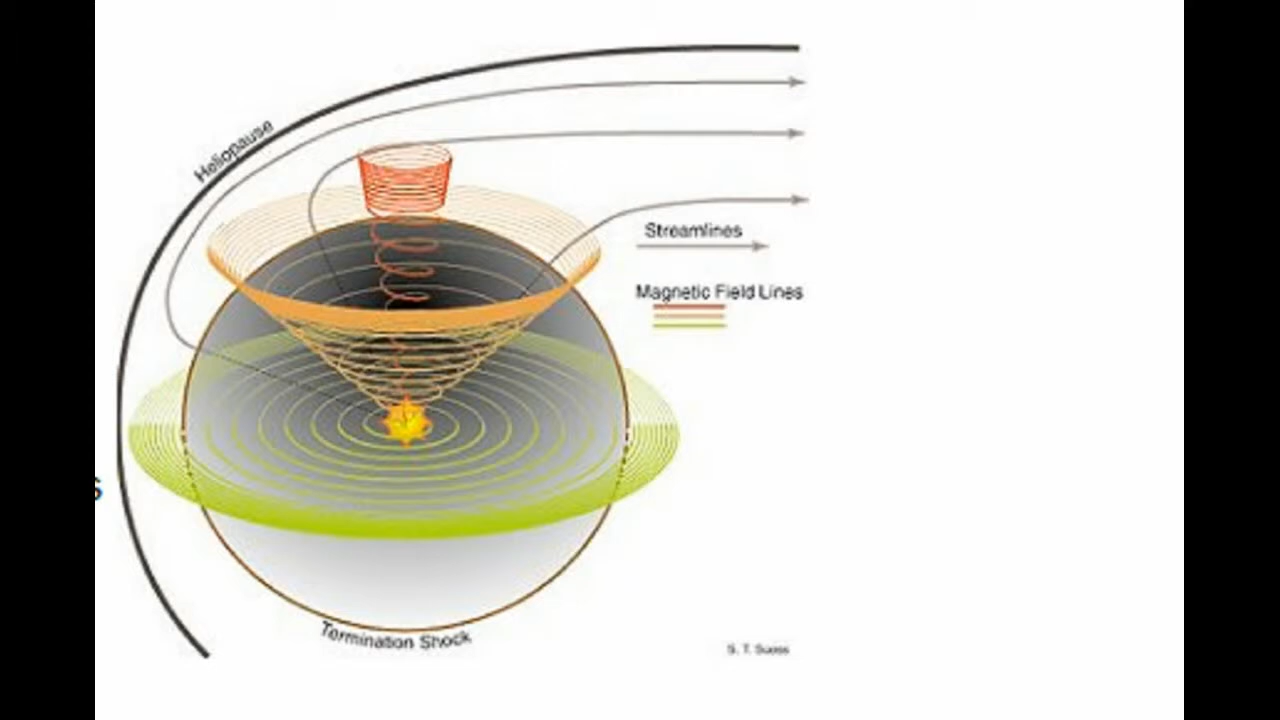 Heliopause
Streamlines
Magnetic Field Lines
Termination Shock
S. T. Suess